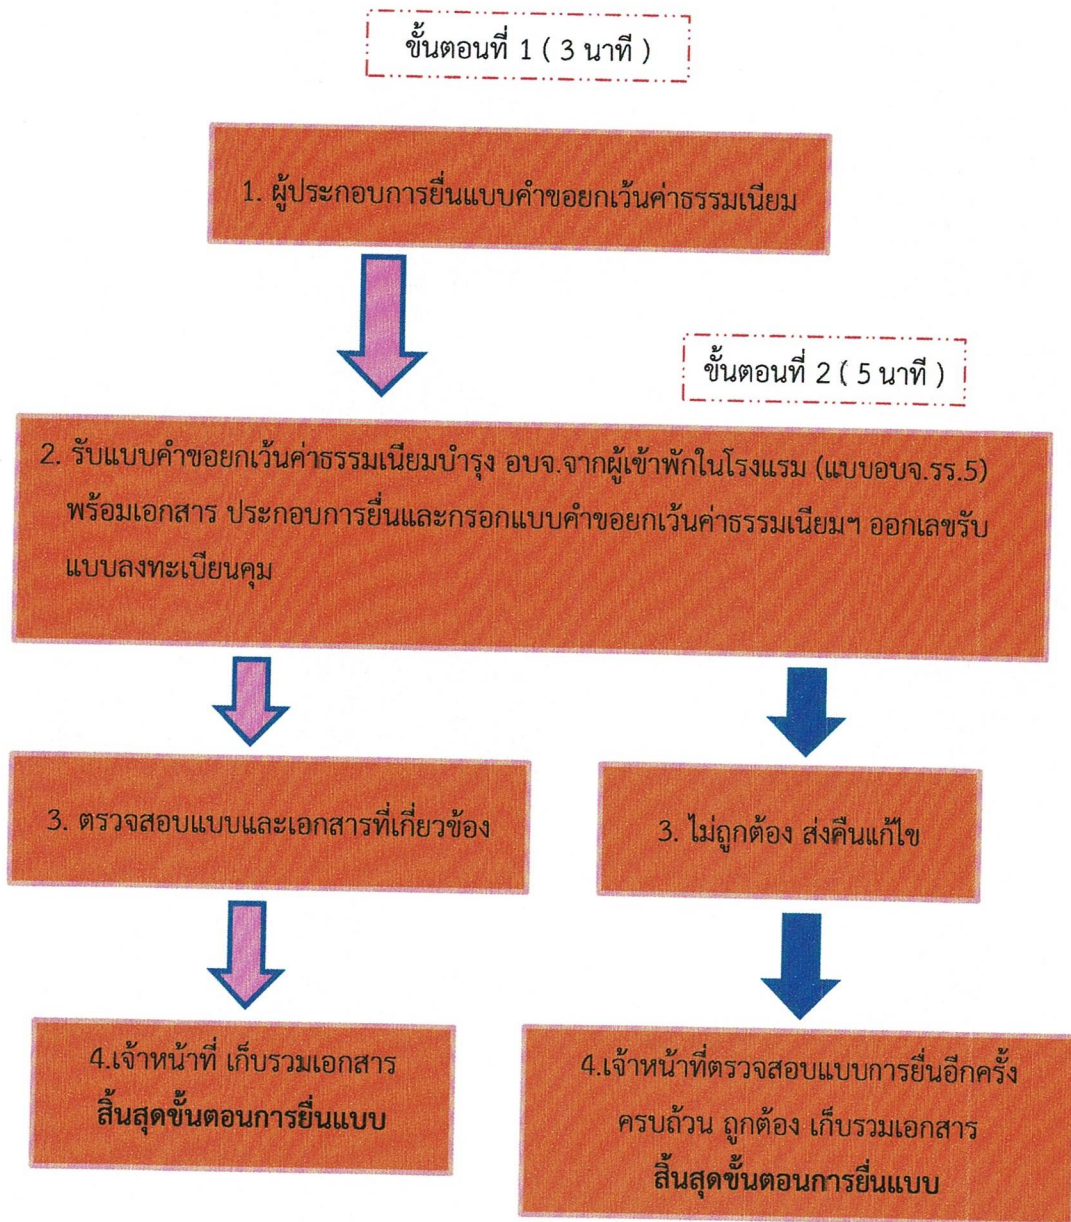 ขั้นตอนที่ 1 ( 3 นาที )
1. ผู้ประกอบการยื่นแบบคำขอยกเว้นค่าธรรมเนียม
ขั้นตอนที่ 2 ( 5 นาที )
2. รับแบบคำขอยกเว้นค่าธรรมเนียมบำรุง อบจ.จากผู้เข้าพักในโรงแรม (แบบอบจ.รร.5)
พร้อมเอกสาร ประกอบการยื่นและกรอกแบบคำขอยกเว้นค่าธรรมเนียมฯ ออกเลขรับ
แบบลงทะเบียนคุม
3. ตรวจสอบแบบและเอกสารที่เกี่ยวข้อง
3. ไม่ถูกต้อง ส่งคืนแก้ไข
4.เจ้าหน้าที่ เก็บรวมเอกสาร
สิ้นสุดขั้นตอนการยื่นแบบ
4.เจ้าหน้าที่ตรวจสอบแบบการยื่นอีกครั้ง
ครบถ้วน ถูกต้อง เก็บรวมเอกสาร
สิ้นสุดขั้นตอนการยื่นแบบ